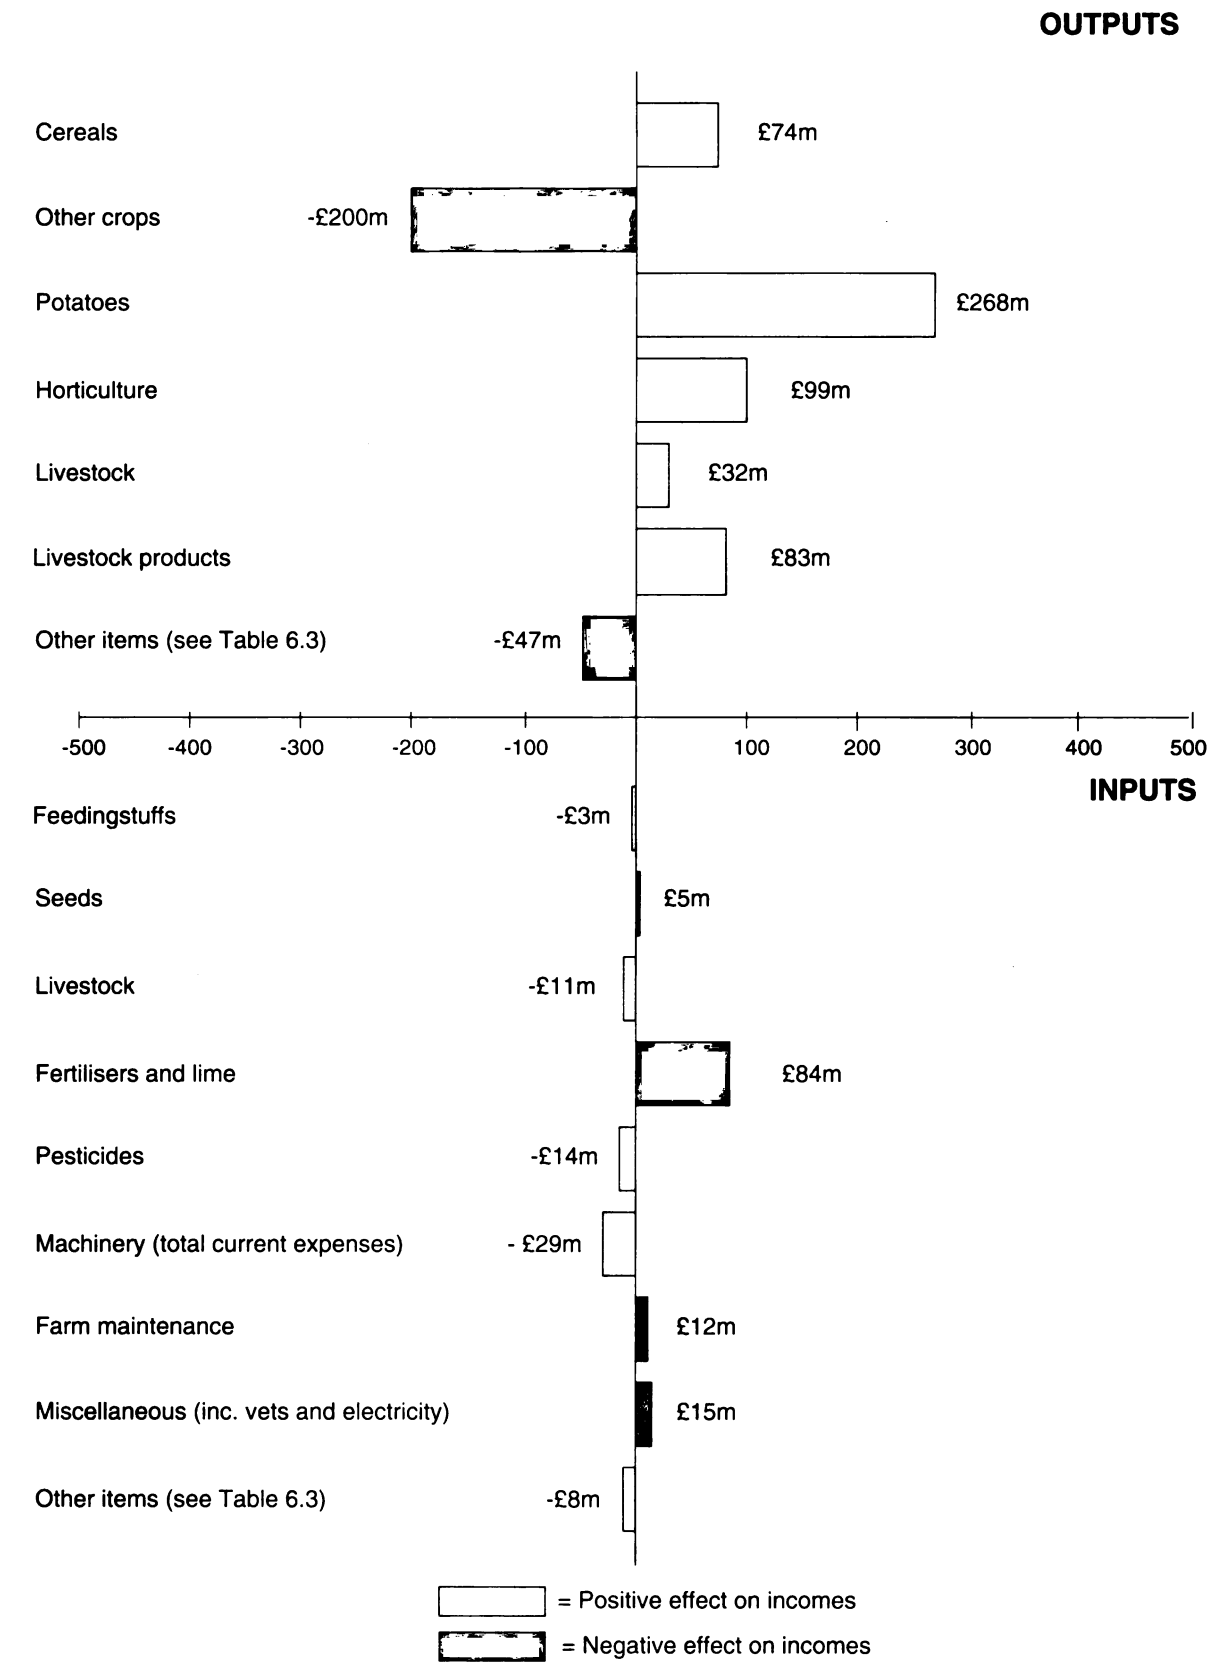 OUTPUTS
Cereals £74m
Other crops -£200m
Potatoes £268m
Horticulture £99m
Livestock £32m
Livestock products £83m
Other items (see Table 6.3) -£47m
-500 -400 -300 -200 -100 100 200 300 400 500
INPUTS
Feedingstuffs -£3m
Seeds £5m
Livestock -£11m
Fertilisers and lime £84m
Pesticides -£14m
Machinery (total current expenses) - £29m
Farm maintenance £12m
Miscellaneous (inc. vets and electricity) £15m
Other items (see Table 6.3) -£8m
= Positive effect on incomes
= Negative effect on incomes